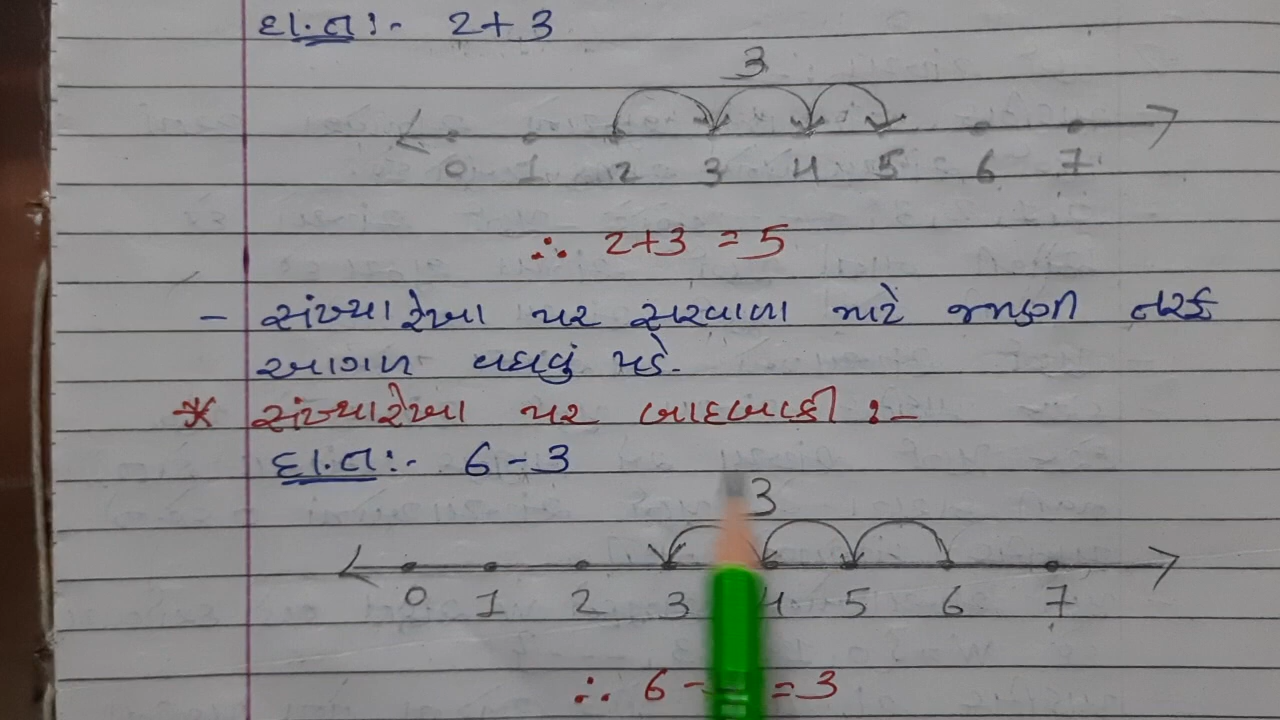 દા.ત:- 2+3
3
0 1 2 3 4 5 6 7
∴ 2+3 = 5
- સંખ્યારેખા પર સરવાળા માટે જમણી તરફ
આગળ વધવું પડે.
* સંખ્યારેખા પર બાદબાકી :-
દા.ત:- 6-3
3
0 1 2 3 4 5 6 7
∴ 6 - = 3